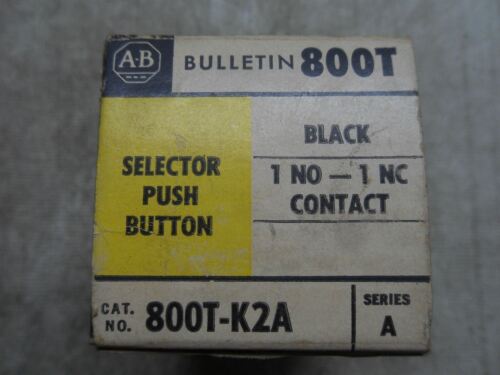 A-B
BULLETIN 800T
SELECTOR
PUSH
BUTTON
BLACK
1 NO — 1 NC
CONTACT
CAT.
NO. 800T-K2A
SERIES
A